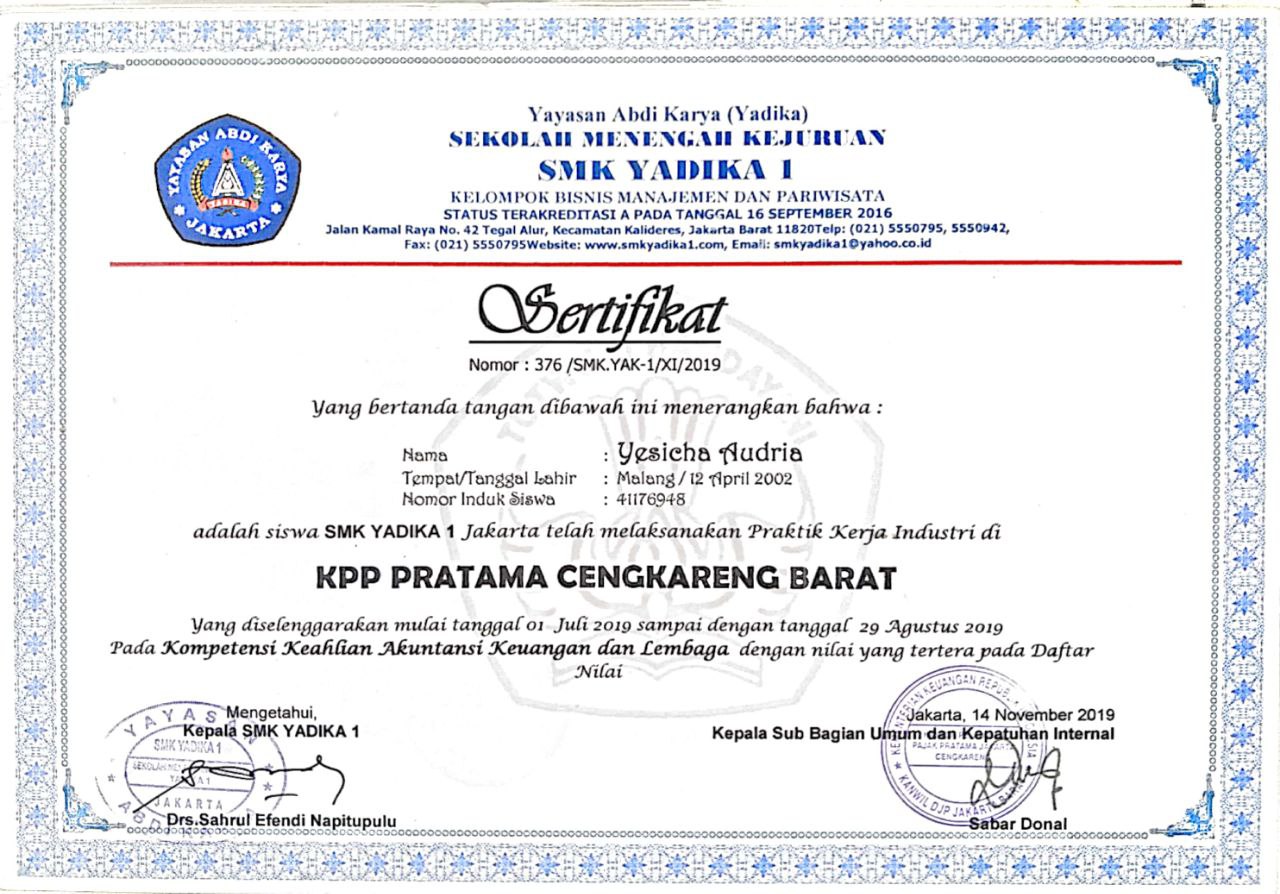 Yayasan Abdi Karya (Yadika)
SEKOLAH MENENGAH KEJURUAN
SMK YADIKA 1
KELOMPOK BISNIS MANAJEMEN DAN PARIWISATA
STATUS TERAKREDITASI A PADA TANGGAL 16 SEPTEMBER 2016
Jalan Kamal Raya No. 42 Tegal Alur, Kecamatan Kalideres, Jakarta Barat 11820Telp: (021) 5550795, 5550942,
Fax: (021) 5550795Website: www.smkyadika1.com, Email: smkyadika1@yahoo.co.id
YAYASAN ABDI KARYA
YADIKA
JAKARTA
Sertifikat
Nomor : 376 /SMK.YAK-1/XI/2019
Yang bertanda tangan dibawah ini menerangkan bahwa :
Nama : Yesicha Audria
Tempat/Tanggal Lahir : Malang / 12 April 2002
Nomor Induk Siswa : 41176948
adalah siswa SMK YADIKA 1 Jakarta telah melaksanakan Praktik Kerja Industri di
KPP PRATAMA CENGKARENG BARAT
Yang diselenggarakan mulai tanggal 01 Juli 2019 sampai dengan tanggal 29 Agustus 2019
Pada Kompetensi Keahlian Akuntansi Keuangan dan Lembaga dengan nilai yang tertera pada Daftar
Nilai
Mengetahui,
Kepala SMK YADIKA 1
YAYASAN
SMK YADIKA 1
YADIKA 1
JAKARTA
Drs.Sahrul Efendi Napitupulu
Jakarta, 14 November 2019
Kepala Sub Bagian Umum dan Kepatuhan Internal
KEMENTERIAN KEUANGAN REPUBLIK
PAJAK PRATAMA JAKARTA
CENGKARENG
KANWIL DJP JAKARTA
Sabar Donal